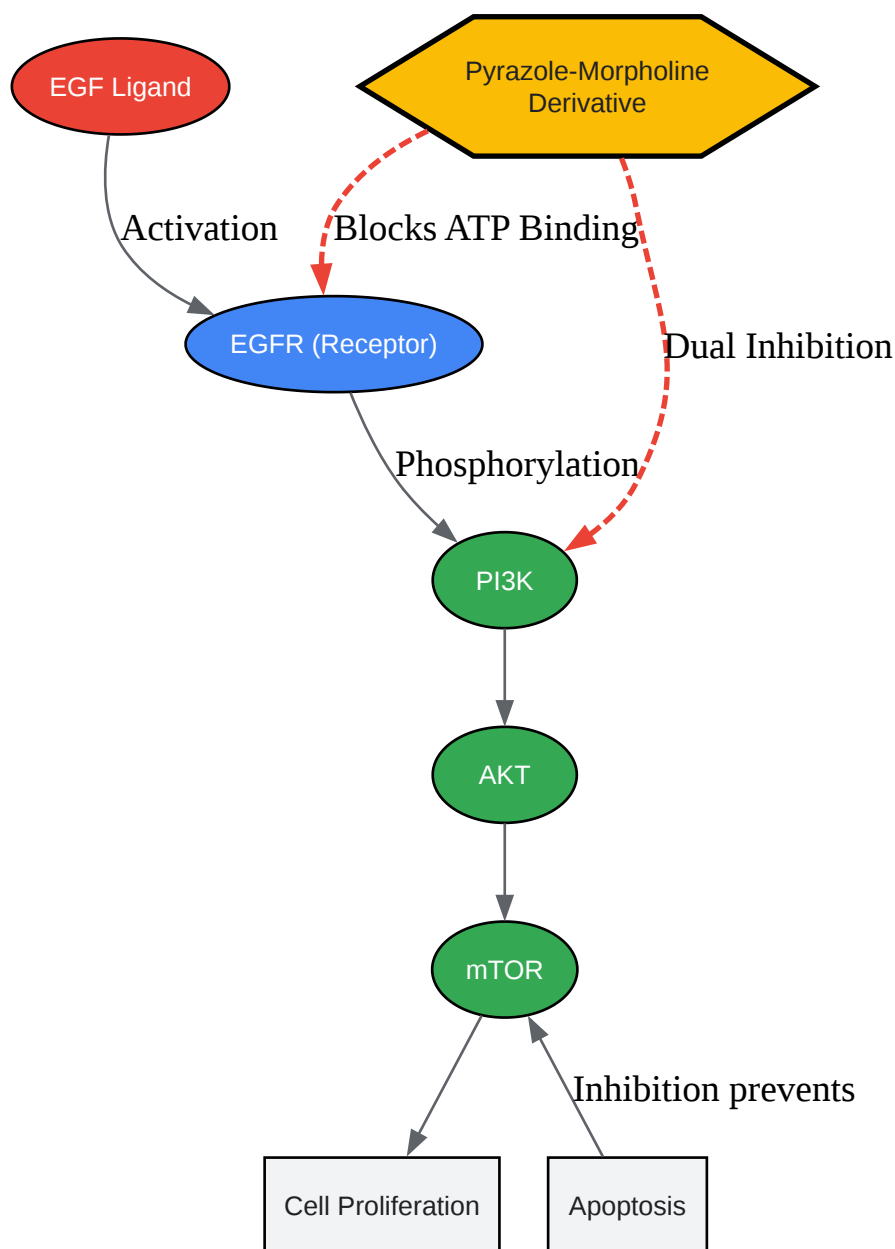 EGF Ligand
Pyrazole-Morpholine
Derivative
Activation
Blocks ATP Binding
EGFR (Receptor)
Dual Inhibition
Phosphorylation
PI3K
AKT
mTOR
Inhibition prevents
Cell Proliferation
Apoptosis